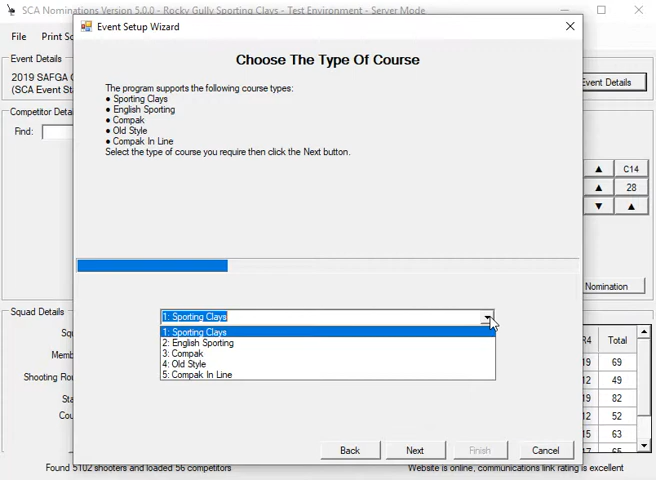 SCA Nominations Version 5.0.0 - Rocky Gully Sporting Clays - Test Environment - Server Mode
File Print
Event Setup Wizard
Event Details
2019 SAFGA
(SCA Event
Event Details
Competitor
Find:
Choose The Type Of Course
The program supports the following course types:
• Sporting Clays
• English Sporting
• Compak
• Old Style
• Compak In Line
Select the type of course you require then click the Next button.
▲ C14
▲ 28
▼ ▲
Nomination
Squad Details
1: Sporting Clays
1: Sporting Clays
2: English Sporting
3: Compak
4: Old Style
5: Compak In Line
Shooting
R4 Total
19 69
12 49
19 82
12 52
15 63
Back Next Finish Cancel
Found 5102 shooters and loaded 56 competitors
Website is online, communications link rating is excellent